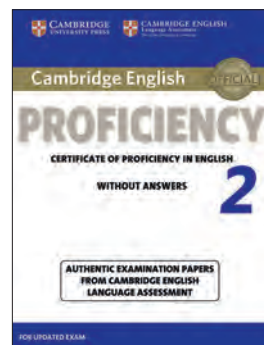 CAMBRIDGE UNIVERSITY PRESS
CAMBRIDGE ENGLISH
Language Assessment
Cambridge English
OFFICIAL
PROFICIENCY
CERTIFICATE OF PROFICIENCY IN ENGLISH
WITHOUT ANSWERS
2
AUTHENTIC EXAMINATION PAPERS
FROM CAMBRIDGE ENGLISH
LANGUAGE ASSESSMENT
FOR UPDATED EXAM